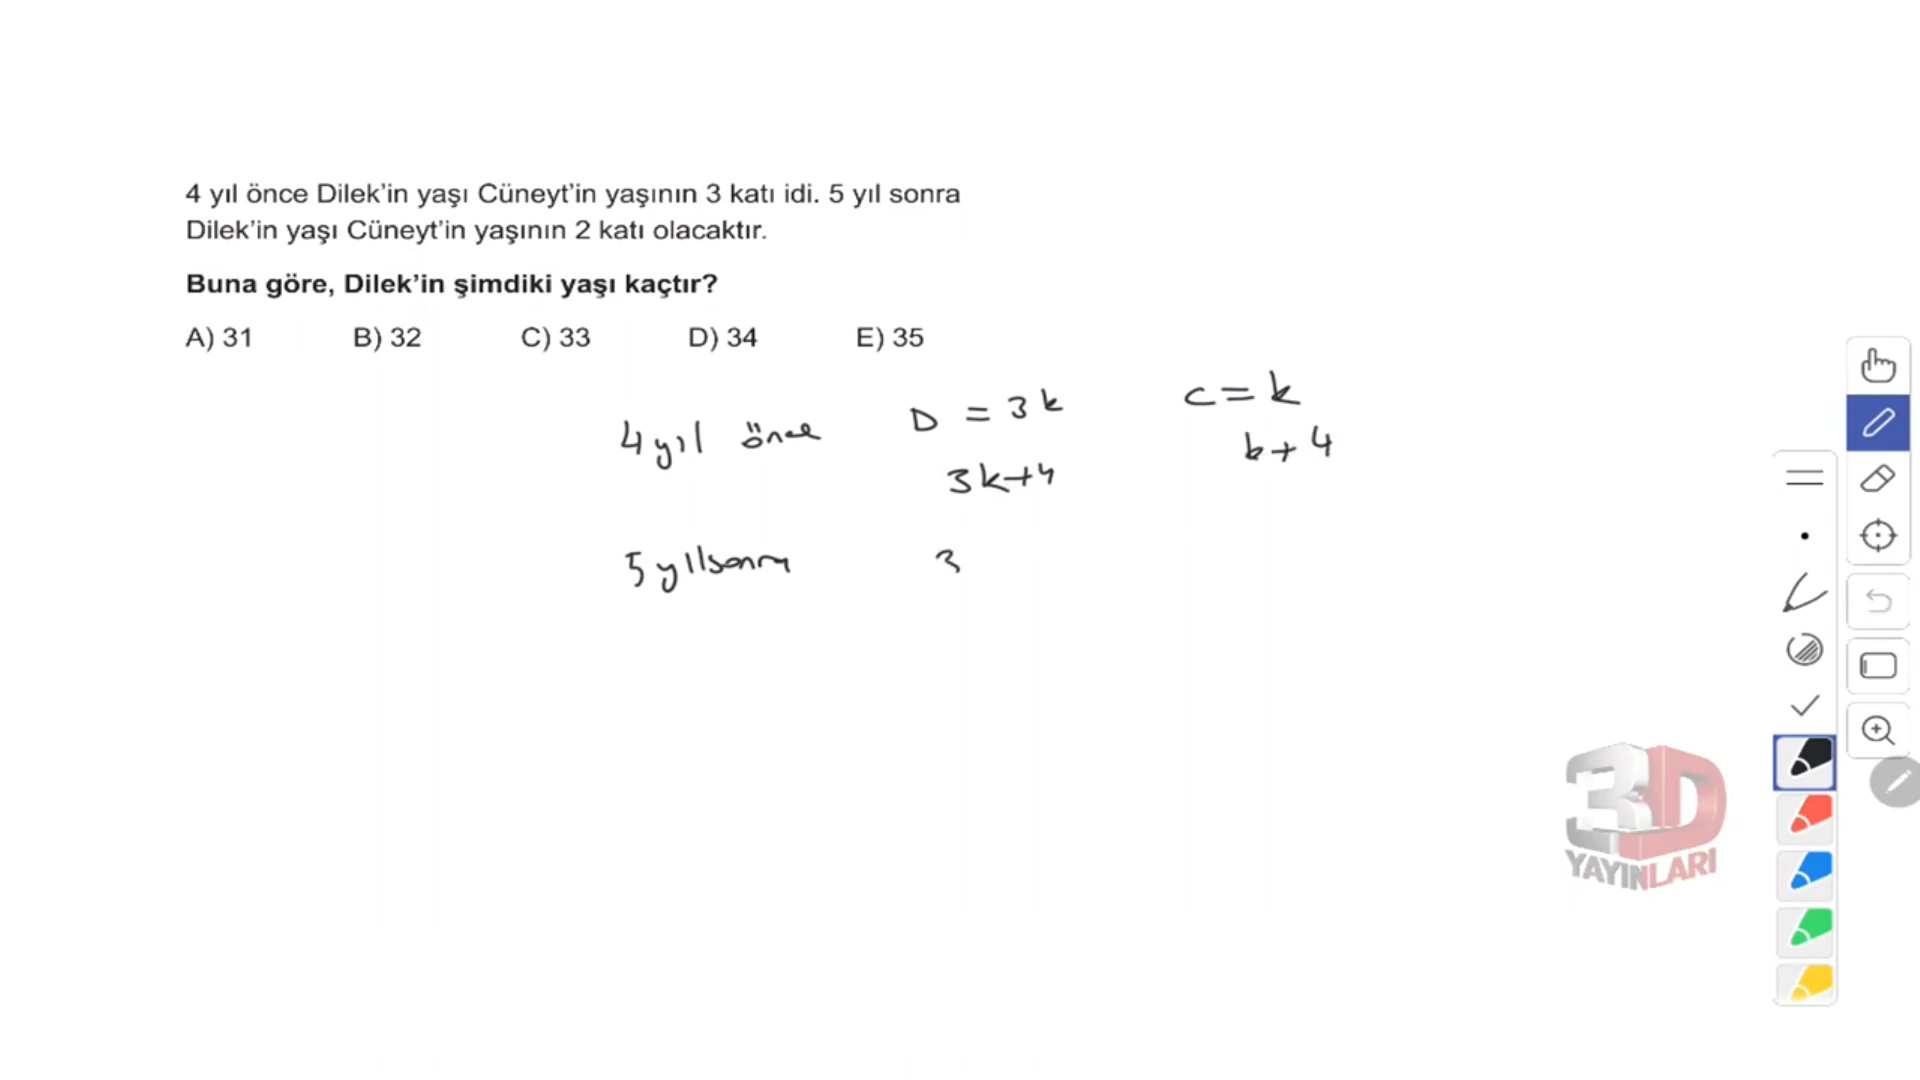 4 yıl önce Dilek'in yaşı Cüneyt'in yaşının 3 katı idi. 5 yıl sonra
Dilek'in yaşı Cüneyt'in yaşının 2 katı olacaktır.
Buna göre, Dilek'in şimdiki yaşı kaçtır?
A) 31 B) 32 C) 33 D) 34 E) 35
4 yıl önce D = 3k C = k
3k+4 k+4
5 yıl sonra 3
3D
YAYINLARI